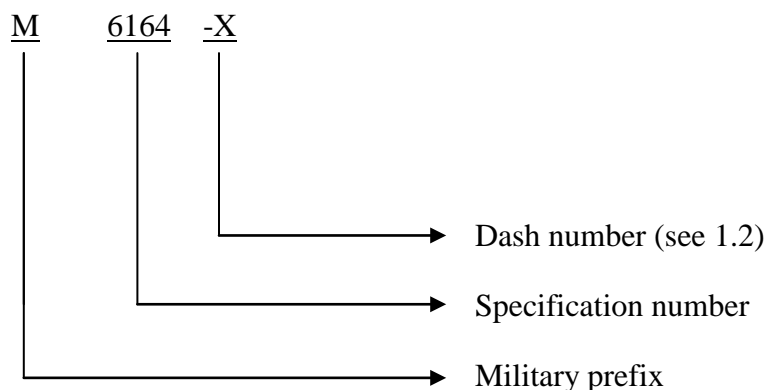 M 6164 -X
Dash number (see 1.2)
Specification number
Military prefix